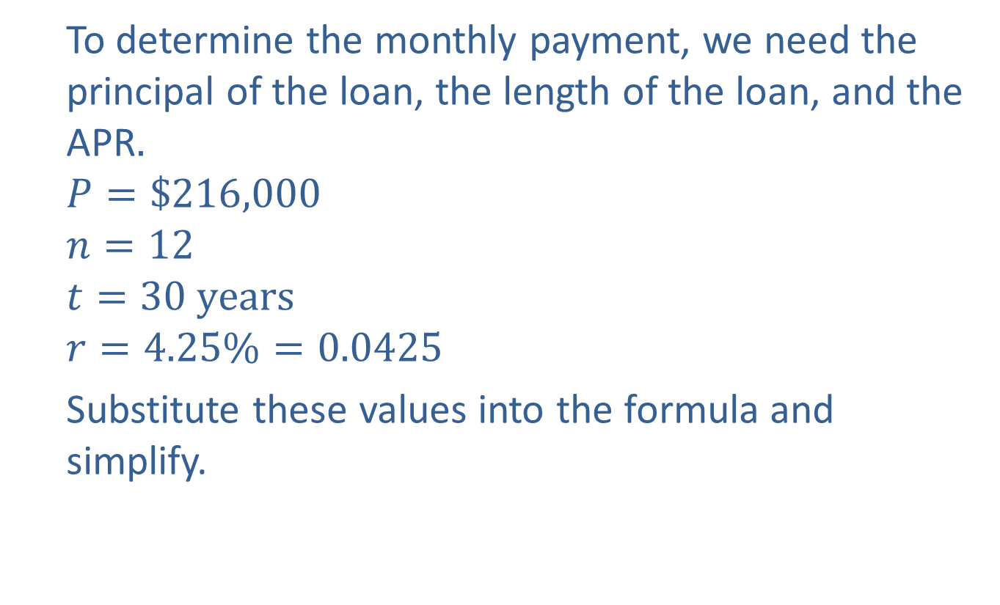 To determine the monthly payment, we need the
principal of the loan, the length of the loan, and the
APR.
P = $216,000
n = 12
t = 30 years
r = 4.25% = 0.0425
Substitute these values into the formula and
simplify.